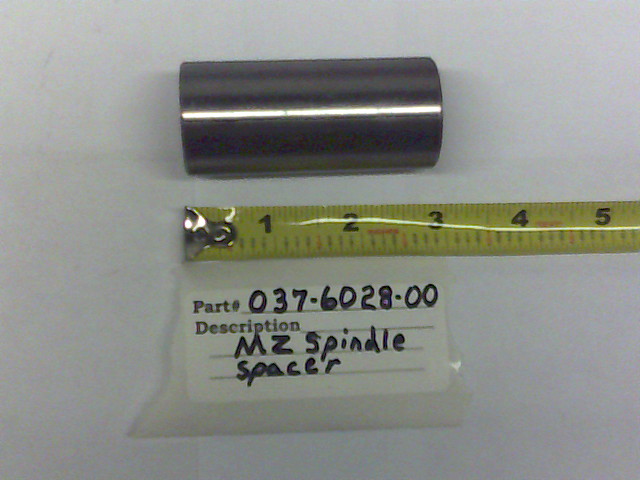 1 2 3 4 5
Part# 037-6028-00
Description
MZ Spindle
Spacer